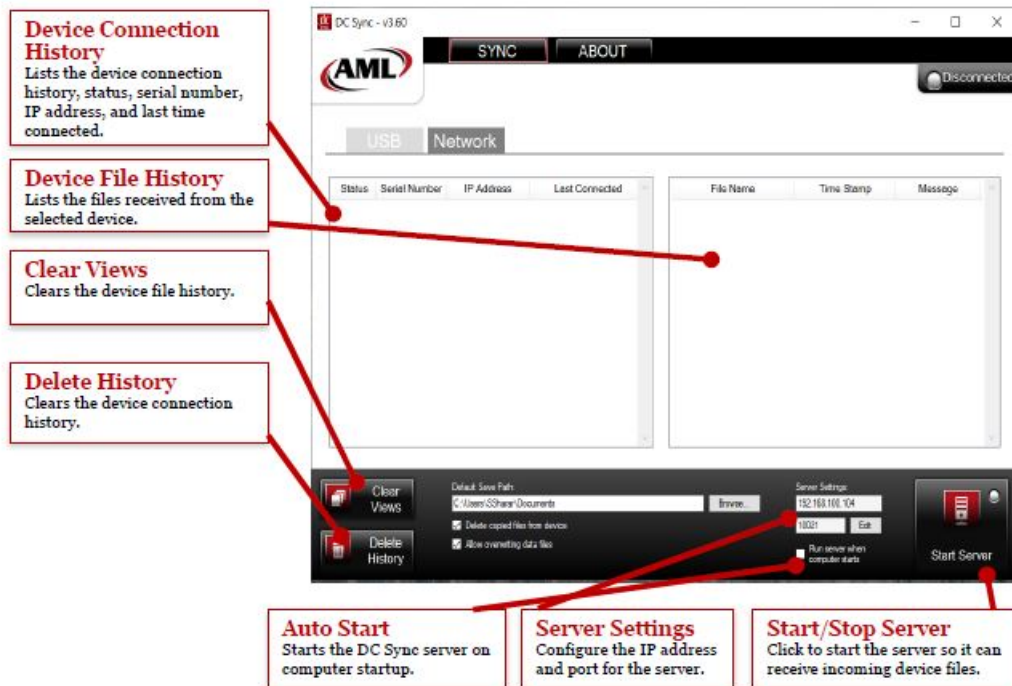 Device Connection
History
Lists the device connection
history, status, serial number,
IP address, and last time
connected.
Device File History
Lists the files received from the
selected device.
Clear Views
Clears the device file history.
Delete History
Clears the device connection
history.
DC Sync - v3.60
AML
SYNC
ABOUT
Disconnected
USB
Network
Status Serial Number IP Address Last Connected
File Name Time Stamp Message
Clear
Views
Delete
History
Default Save Path:
C:\Users\SSharar\Documents
Browse...
Delete copied files from device
Allow overwriting data files
Server Settings:
192.168.100.104
10021
Edit
Run server when
computer starts
Start Server
Auto Start
Starts the DC Sync server on
computer startup.
Server Settings
Configure the IP address
and port for the server.
Start/Stop Server
Click to start the server so it can
receive incoming device files.